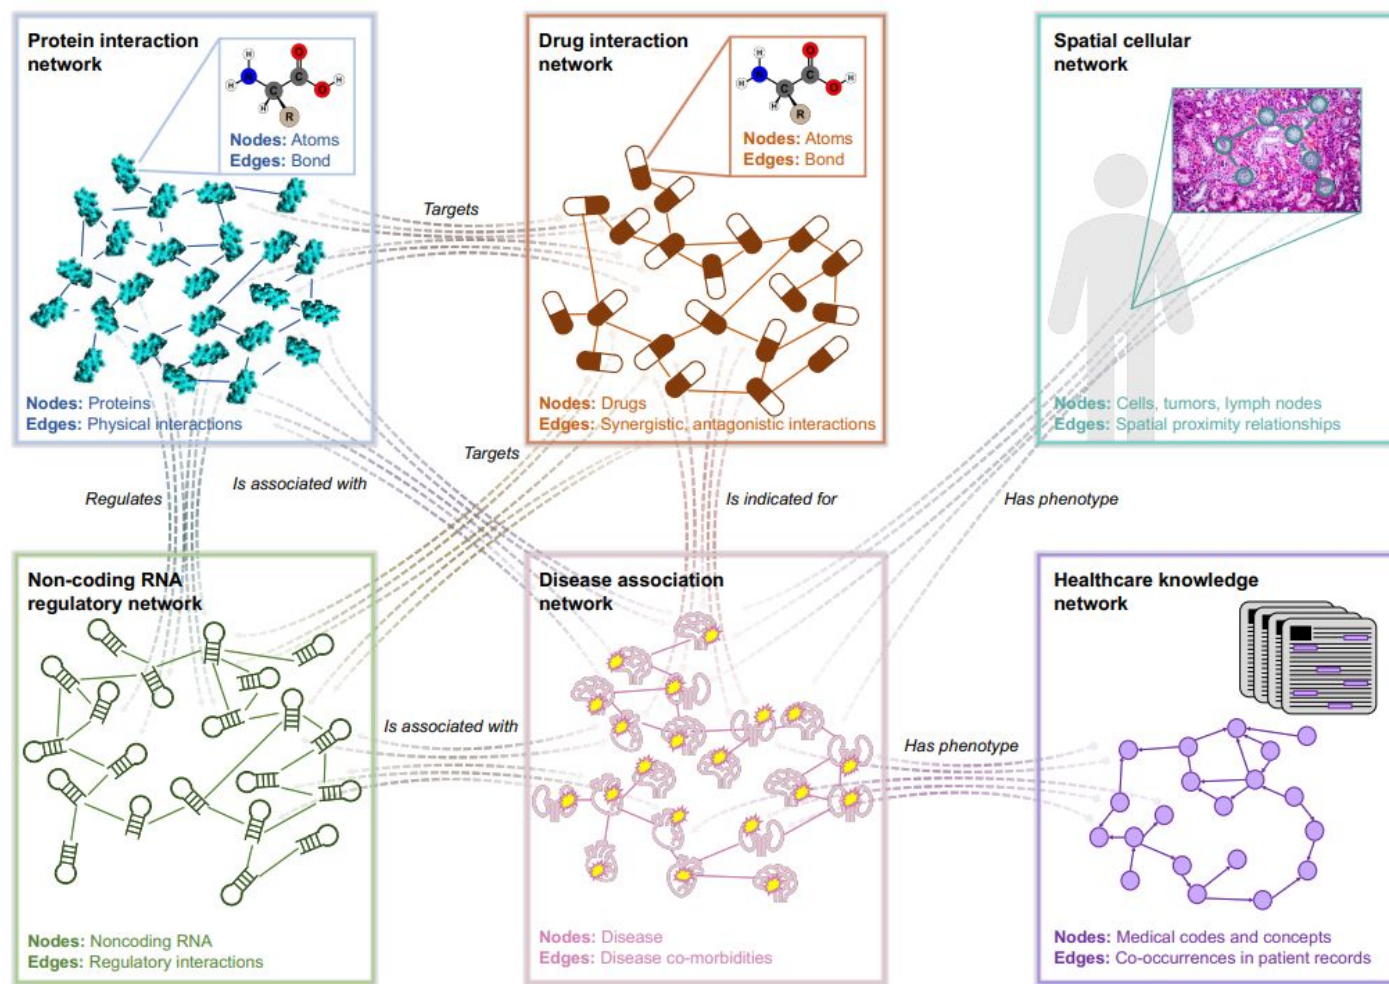 Protein interaction
network
H
H
N
H
C
R
C
O
O
H
Nodes: Atoms
Edges: Bond
Nodes: Proteins
Edges: Physical interactions
Targets
Drug interaction
network
H
H
N
H
C
R
C
O
O
H
Nodes: Atoms
Edges: Bond
Nodes: Drugs
Edges: Synergistic, antagonistic interactions
Spatial cellular
network
Nodes: Cells, tumors, lymph nodes
Edges: Spatial proximity relationships
Regulates
Is associated with
Targets
Is indicated for
Has phenotype
Non-coding RNA
regulatory network
Nodes: Noncoding RNA
Edges: Regulatory interactions
Is associated with
Disease association
network
Nodes: Disease
Edges: Disease co-morbidities
Has phenotype
Healthcare knowledge
network
Nodes: Medical codes and concepts
Edges: Co-occurrences in patient records